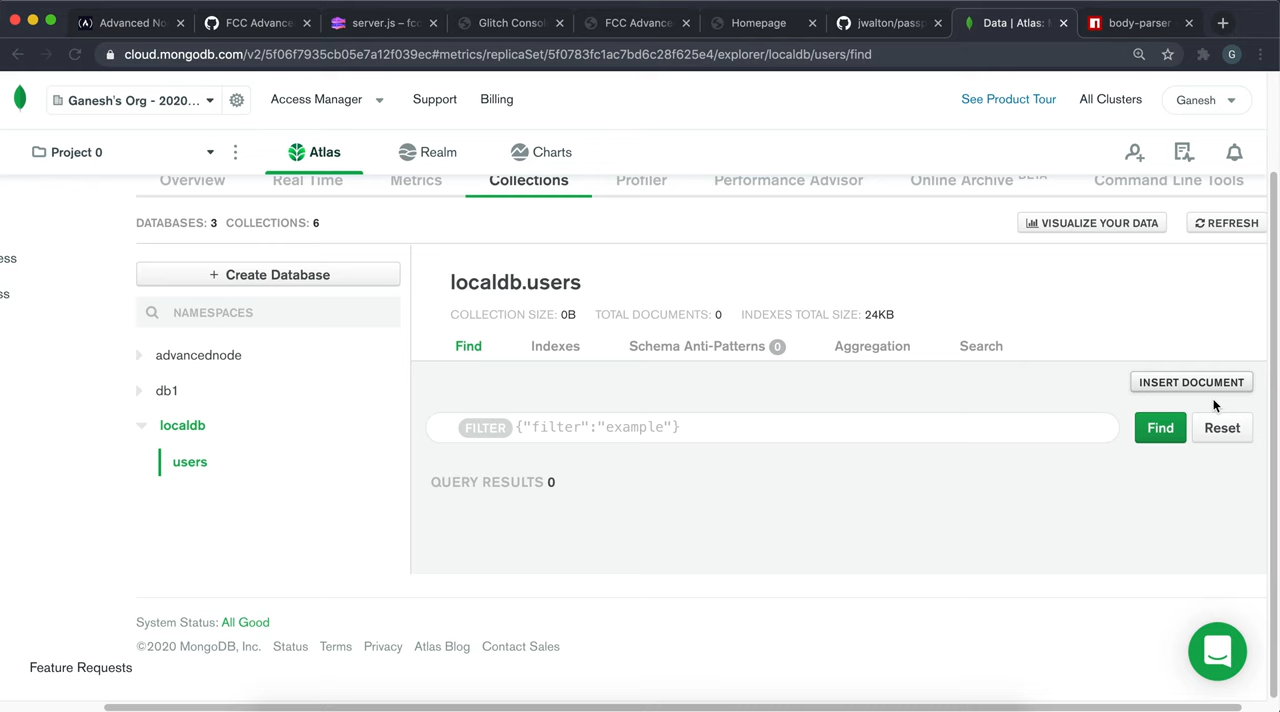 Advanced No
FCC Advance
server.js – fcc
Glitch Conso
FCC Advance
Homepage
jwalton/passp
Data | Atlas: M
body-parser
cloud.mongodb.com/v2/5f06f7935cb05e7a12f039ec#metrics/replicaSet/5f0783fc1ac7bd6c28f625e4/explorer/localdb/users/find
G
Ganesh's Org - 2020...
Access Manager
Support
Billing
See Product Tour
All Clusters
Ganesh
Project 0
Atlas
Realm
Charts
Overview
Real Time
Metrics
Collections
Profiler
Performance Advisor
Online Archive BETA
Command Line Tools
DATABASES: 3 COLLECTIONS: 6
VISUALIZE YOUR DATA
REFRESH
ess
ss
+ Create Database
NAMESPACES
advancednode
db1
localdb
users
localdb.users
COLLECTION SIZE: 0B TOTAL DOCUMENTS: 0 INDEXES TOTAL SIZE: 24KB
Find
Indexes
Schema Anti-Patterns 0
Aggregation
Search
INSERT DOCUMENT
FILTER {"filter":"example"}
Find
Reset
QUERY RESULTS 0
System Status: All Good
©2020 MongoDB, Inc. Status Terms Privacy Atlas Blog Contact Sales
Feature Requests